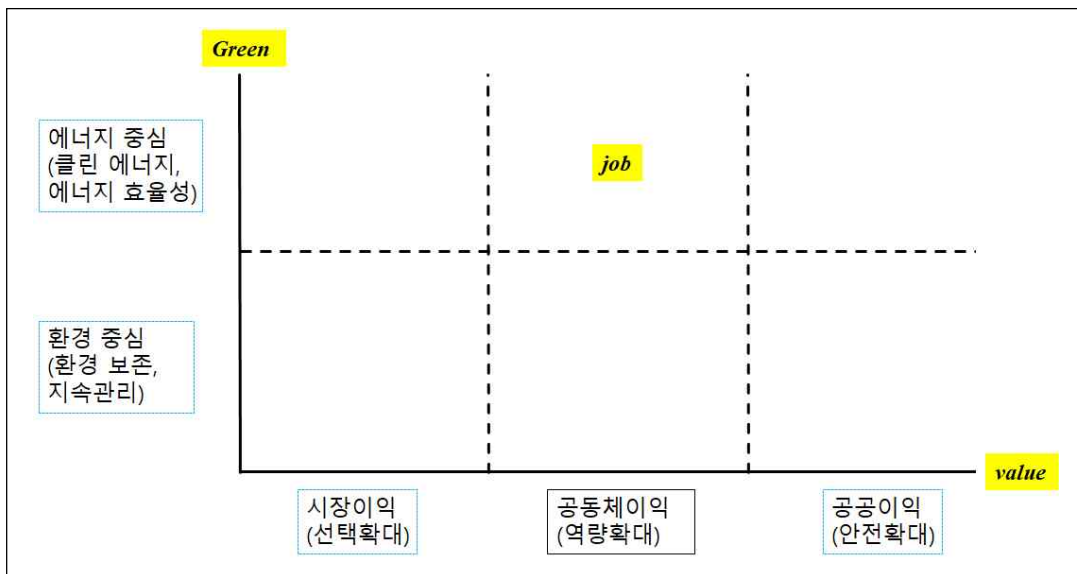 Green
에너지 중심
(클린 에너지,
에너지 효율성)
job
환경 중심
(환경 보존,
지속관리)
value
시장이익
(선택확대)
공동체이익
(역량확대)
공공이익
(안전확대)